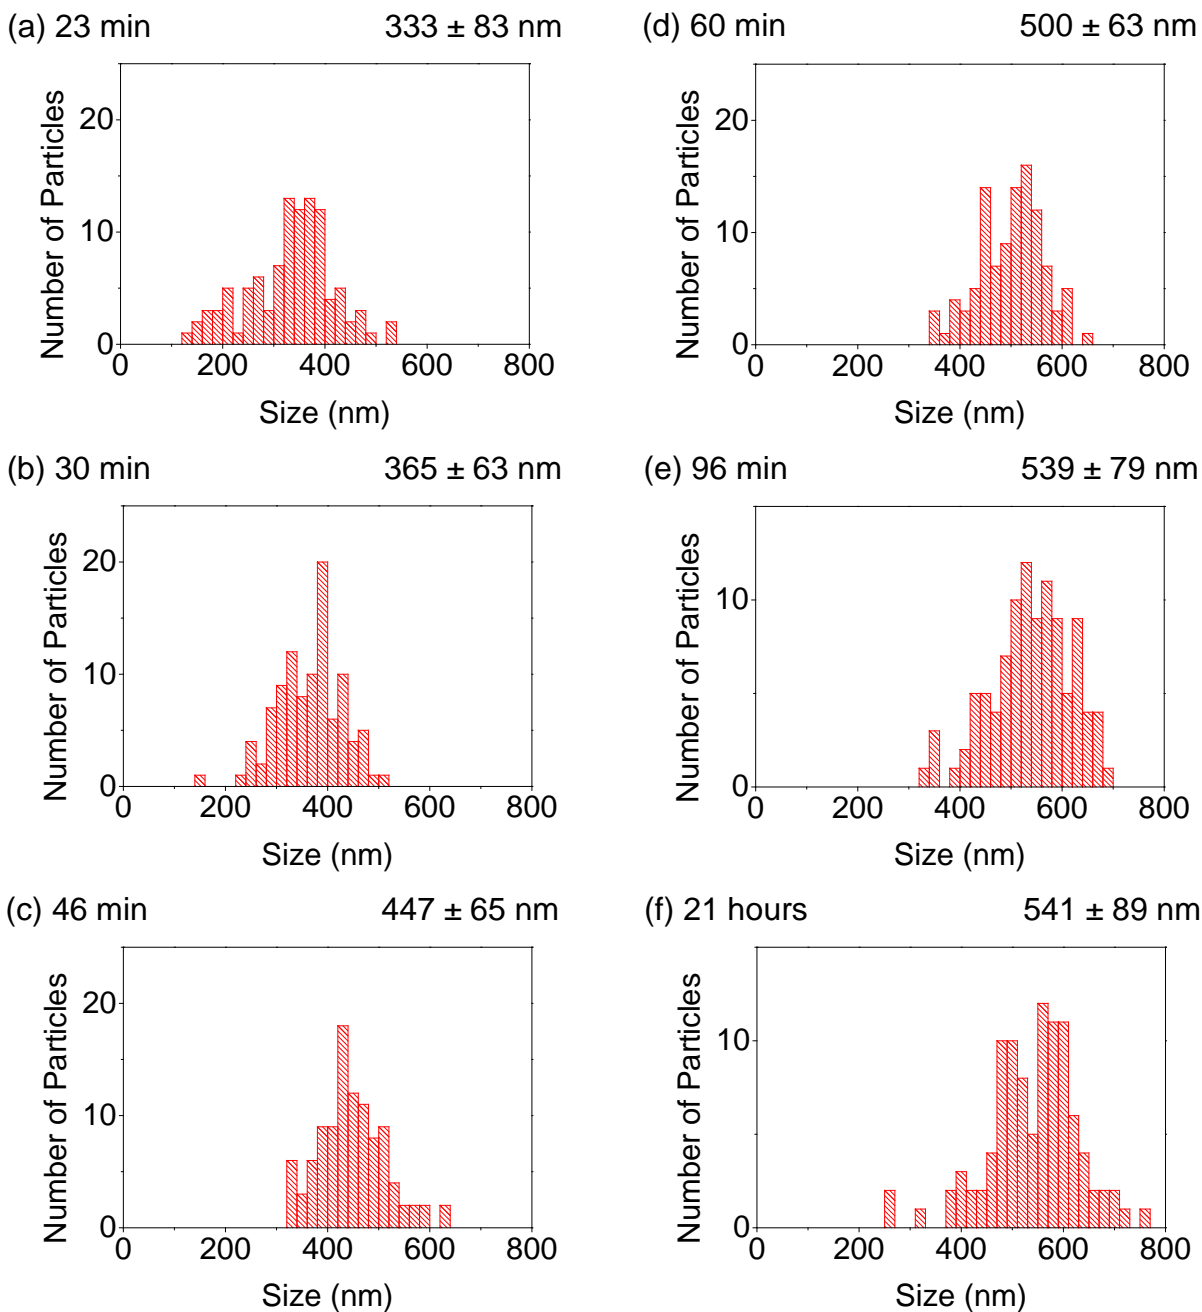 (a) 23 min 333 ± 83 nm
Number of Particles
20
10
0
0 200 400 600 800
Size (nm)
(b) 30 min 365 ± 63 nm
Number of Particles
20
10
0
0 200 400 600 800
Size (nm)
(c) 46 min 447 ± 65 nm
Number of Particles
20
10
0
0 200 400 600 800
Size (nm)
(d) 60 min 500 ± 63 nm
Number of Particles
20
10
0
0 200 400 600 800
Size (nm)
(e) 96 min 539 ± 79 nm
Number of Particles
10
0
0 200 400 600 800
Size (nm)
(f) 21 hours 541 ± 89 nm
Number of Particles
10
0
0 200 400 600 800
Size (nm)